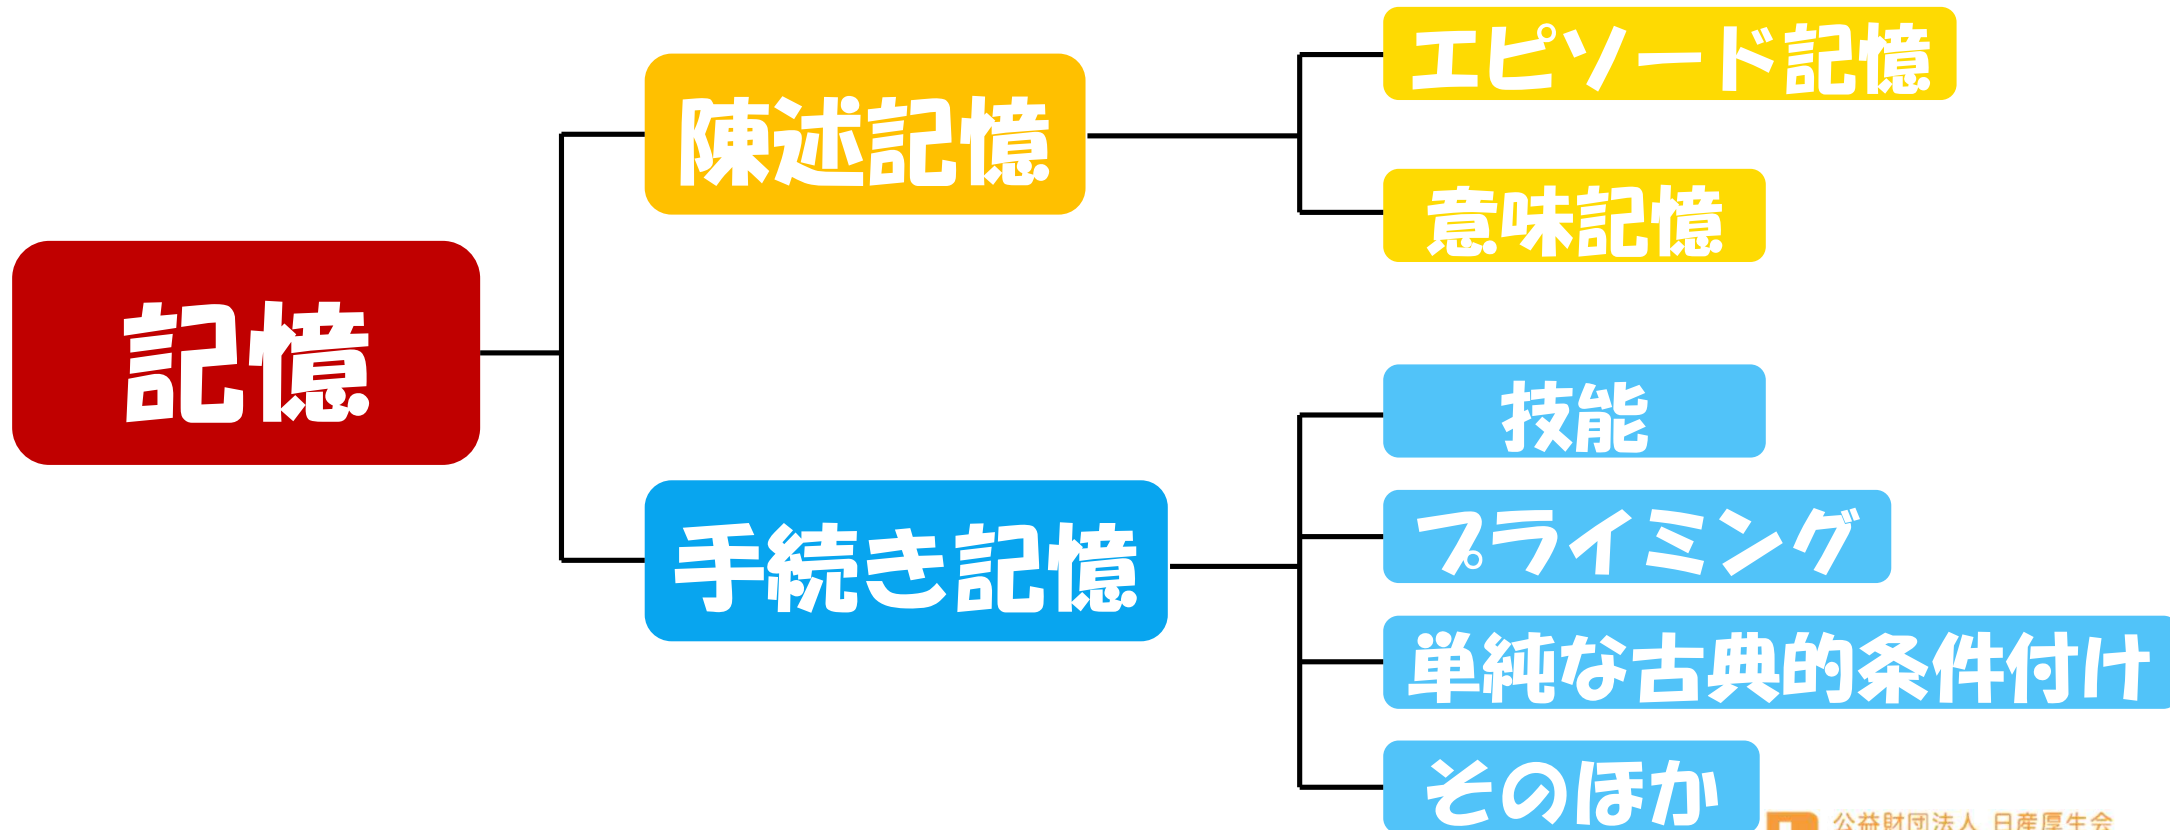 記憶
陳述記憶
エピソード記憶
意味記憶
手続き記憶
技能
プライミング
単純な古典的条件付け
そのほか
公益財団法人 日産厚生会